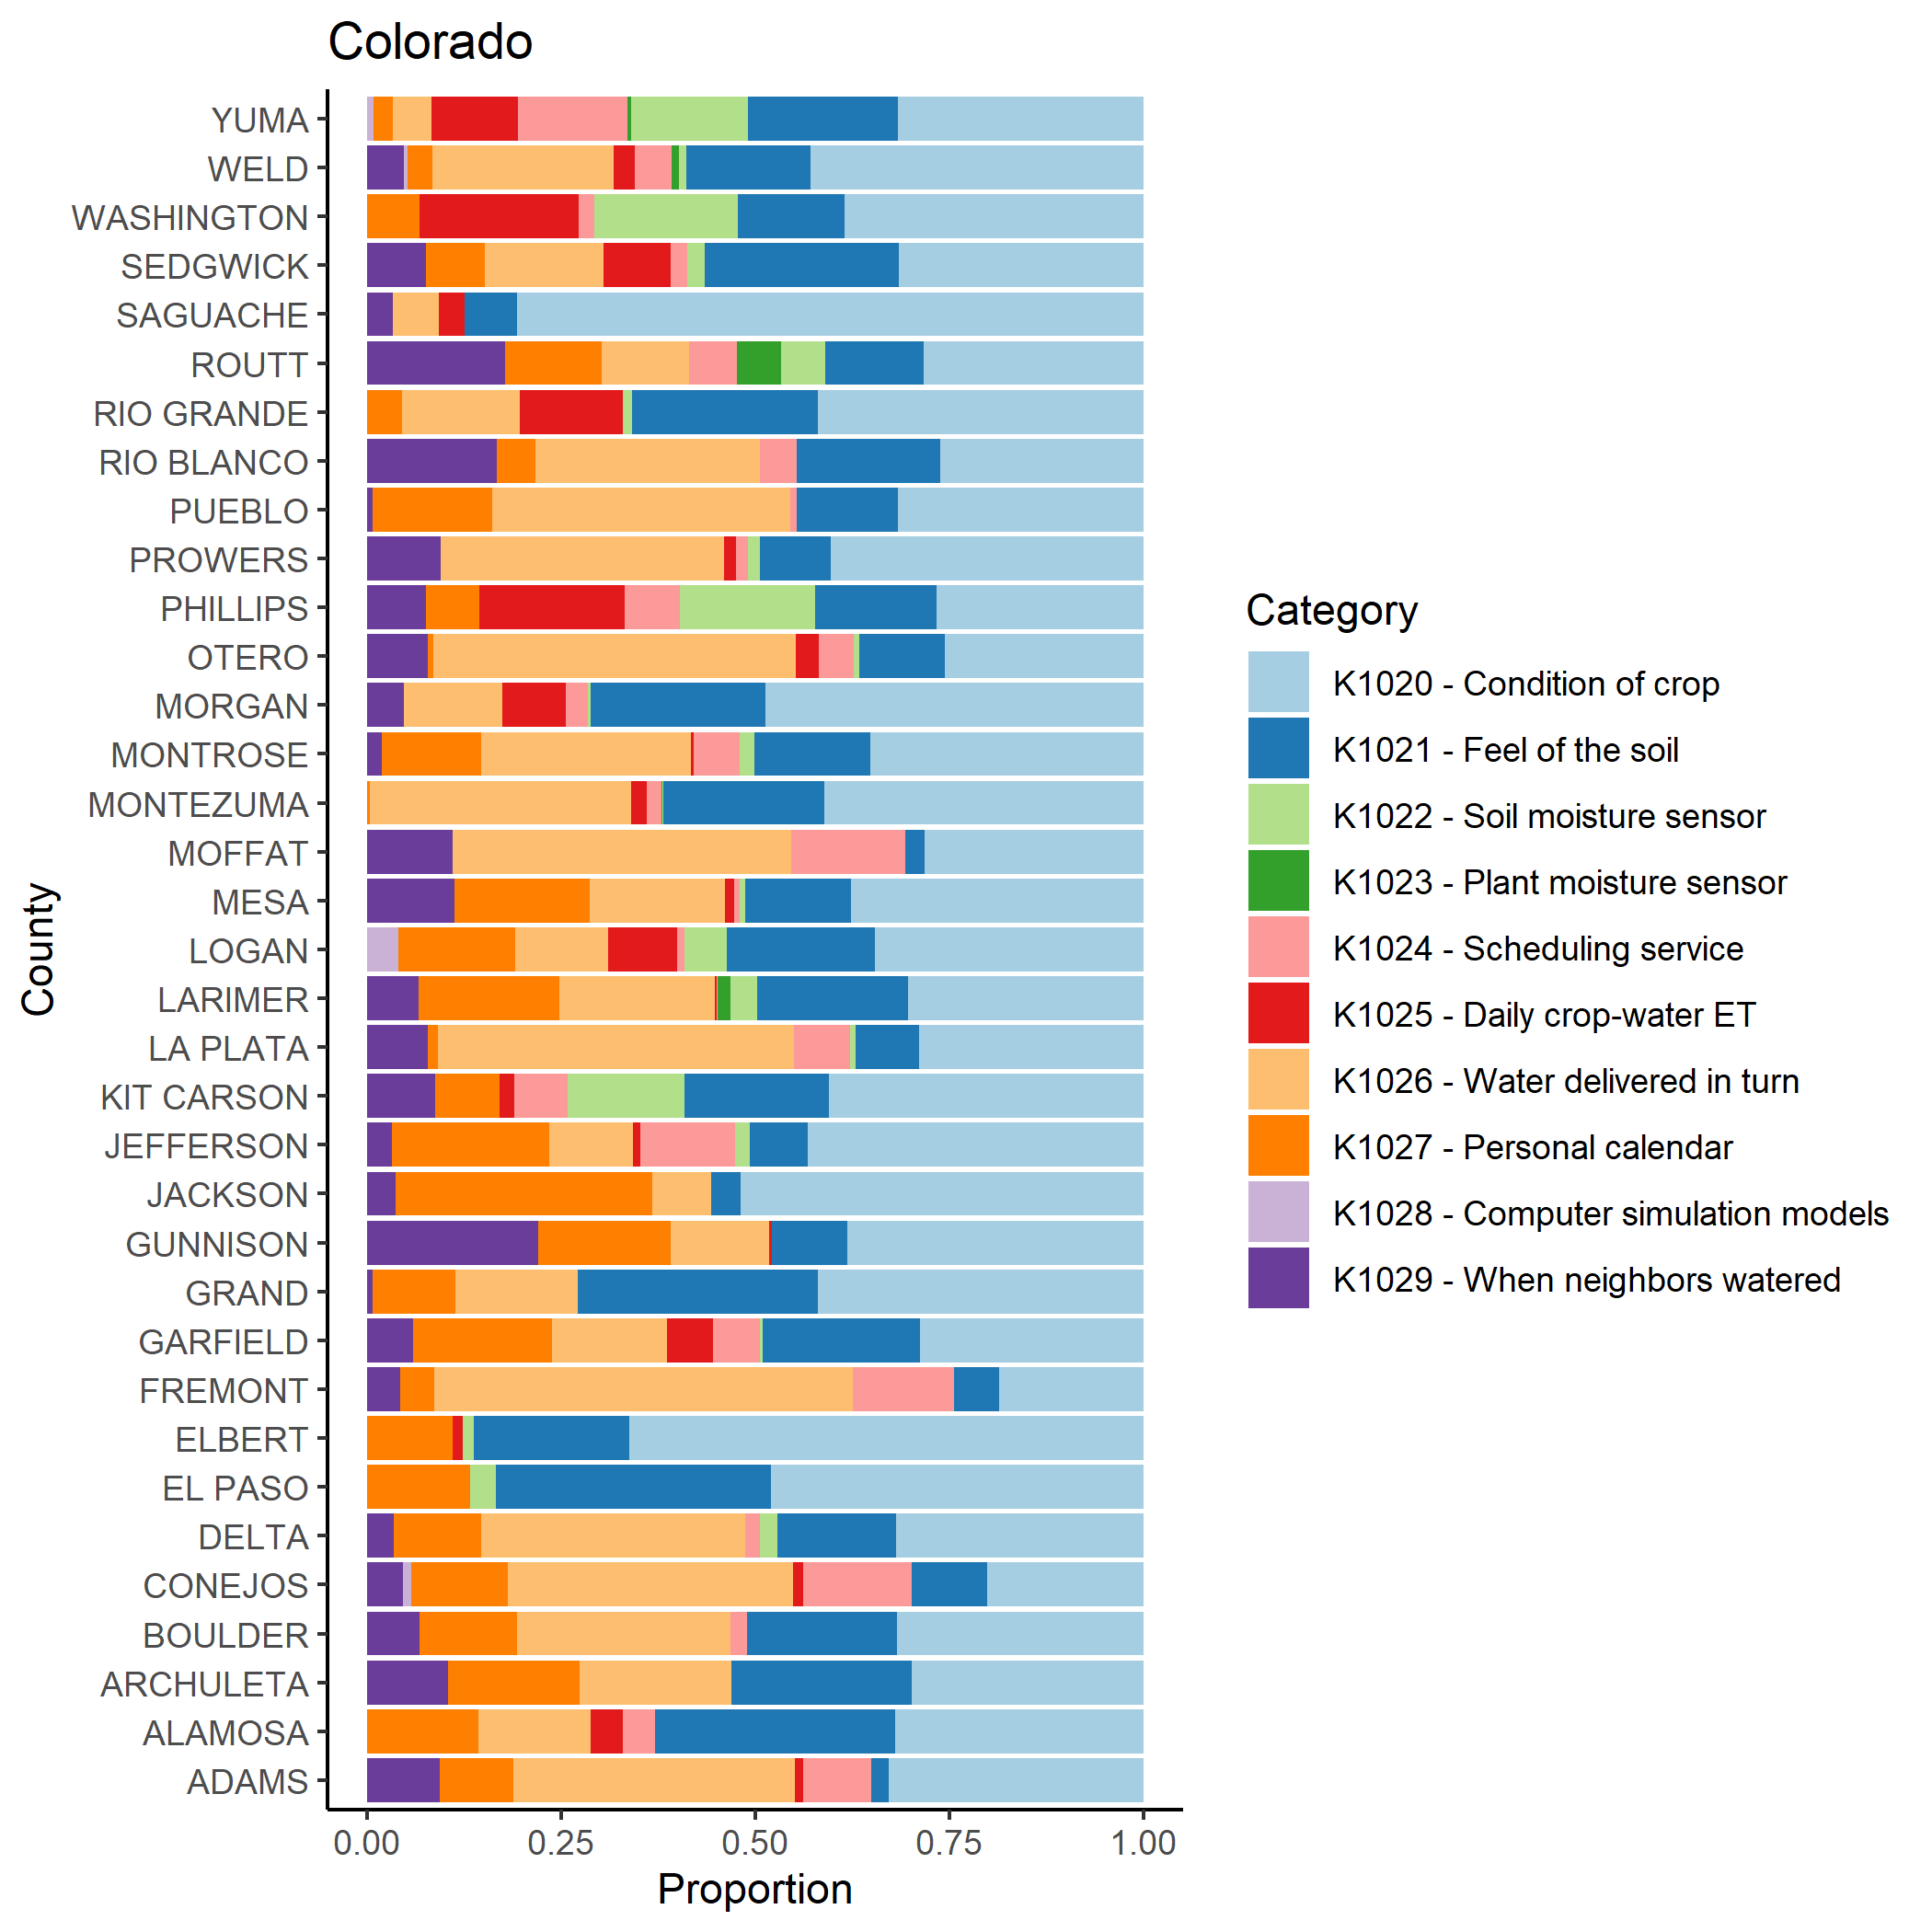 Colorado
YUMA
WELD
WASHINGTON
SEDGWICK
SAGUACHE
ROUTT
RIO GRANDE
RIO BLANCO
PUEBLO
PROWERS
PHILLIPS
OTERO
MORGAN
MONTROSE
MONTEZUMA
MOFFAT
MESA
LOGAN
LARIMER
LA PLATA
KIT CARSON
JEFFERSON
JACKSON
GUNNISON
GRAND
GARFIELD
FREMONT
ELBERT
EL PASO
DELTA
CONEJOS
BOULDER
ARCHULETA
ALAMOSA
ADAMS
County
0.00 0.25 0.50 0.75 1.00
Proportion
Category
K1020 - Condition of crop
K1021 - Feel of the soil
K1022 - Soil moisture sensor
K1023 - Plant moisture sensor
K1024 - Scheduling service
K1025 - Daily crop-water ET
K1026 - Water delivered in turn
K1027 - Personal calendar
K1028 - Computer simulation models
K1029 - When neighbors watered